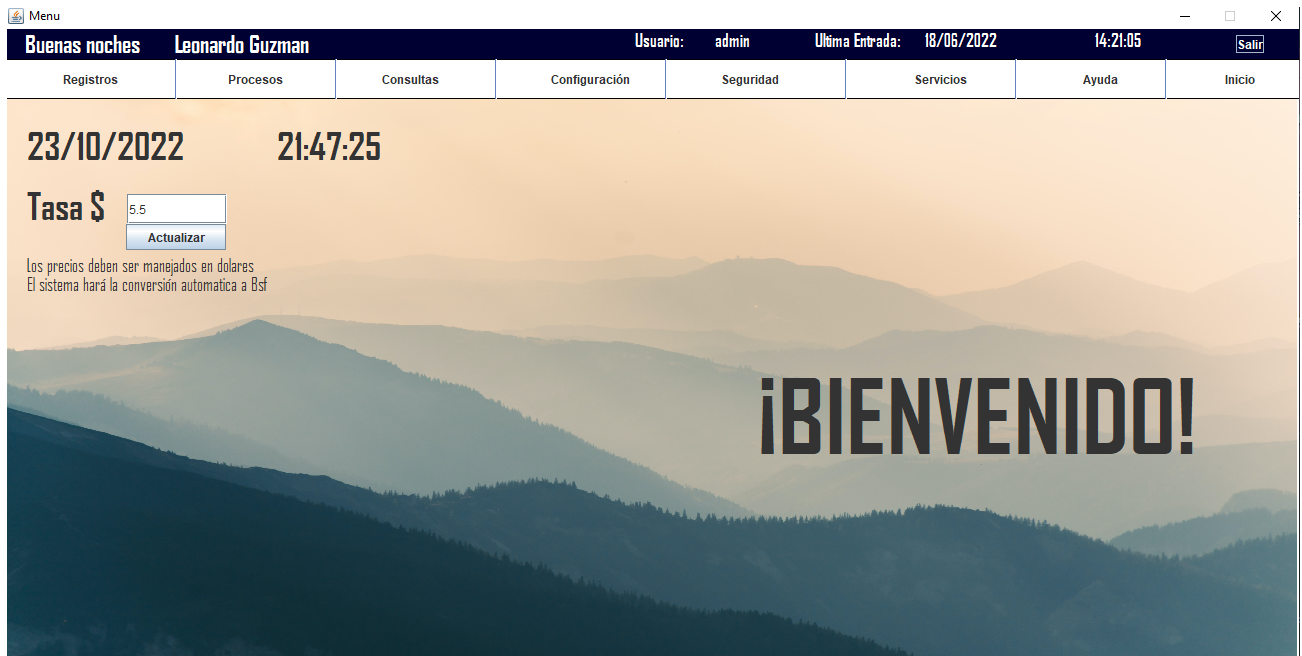 Menu
Buenas noches Leonardo Guzman Usuario: admin Ultima Entrada: 18/06/2022 14:21:05 Salir
Registros Procesos Consultas Configuración Seguridad Servicios Ayuda Inicio
23/10/2022 21:47:25
Tasa $ 5.5
Actualizar
Los precios deben ser manejados en dolares
El sistema hará la conversión automatica a Bsf
¡BIENVENIDO!